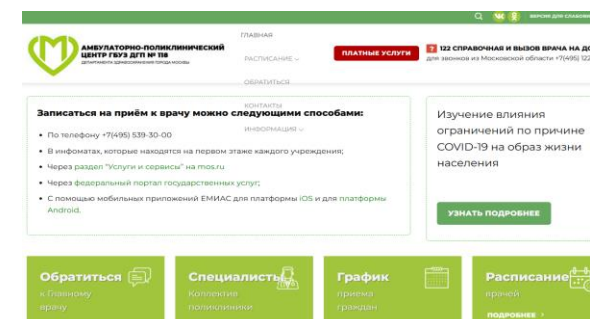 ВЕРСИЯ ДЛЯ СЛАБОВИ
АМБУЛАТОРНО-ПОЛИКЛИНИЧЕСКИЙ
ЦЕНТР ГБУЗ ДГП № 118
ДЕПАРТАМЕНТА ЗДРАВООХРАНЕНИЯ ГОРОДА МОСКВЫ
ГЛАВНАЯ
РАСПИСАНИЕ
ОБРАТИТЬСЯ
КОНТАКТЫ
ИНФОРМАЦИЯ
ПЛАТНЫЕ УСЛУГИ
122 СПРАВОЧНАЯ И ВЫЗОВ ВРАЧА НА ДО
для звонков из Московской области +7(495) 122
Записаться на приём к врачу можно следующими способами:
• По телефону +7(495) 539-30-00
• В инфоматах, которые находятся на первом этаже каждого учреждения;
• Через раздел "Услуги и сервисы" на mos.ru
• Через федеральный портал государственных услуг;
• С помощью мобильных приложений ЕМИАС для платформы iOS и для платформы
Android.
Изучение влияния
ограничений по причине
COVID-19 на образ жизни
населения
УЗНАТЬ ПОДРОБНЕЕ
Обратиться
к Главному
врачу
Специалисты
Коллектив
поликлиники
График
приема
граждан
Расписание
врачей
ПОДРОБНЕЕ